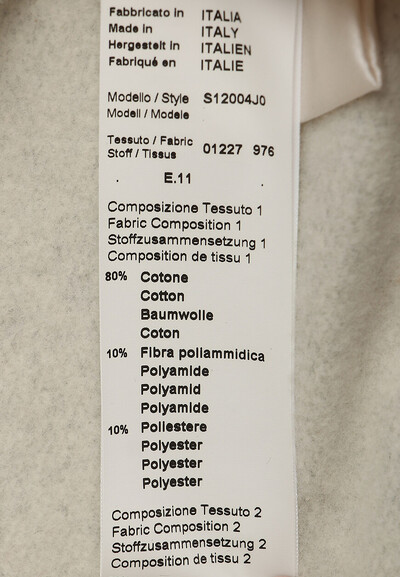 Fabbricato in ITALIA
Made in ITALY
Hergestelt in ITALIEN
Fabriqué en ITALIE
Modello / Style S12004J0
Modell / Modele
Tessuto / Fabric 01227 976
Stoff / Tissus
E.11
Composizione Tessuto 1
Fabric Composition 1
Stoffzusammensetzung 1
Composition de tissu 1
80% Cotone
Cotton
Baumwolle
Coton
10% Fibra poliammidica
Polyamide
Polyamid
Polyamide
10% Poliestere
Polyester
Polyester
Polyester
Composizione Tessuto 2
Fabric Composition 2
Stoffzusammensetzung 2
Composition de tissu 2